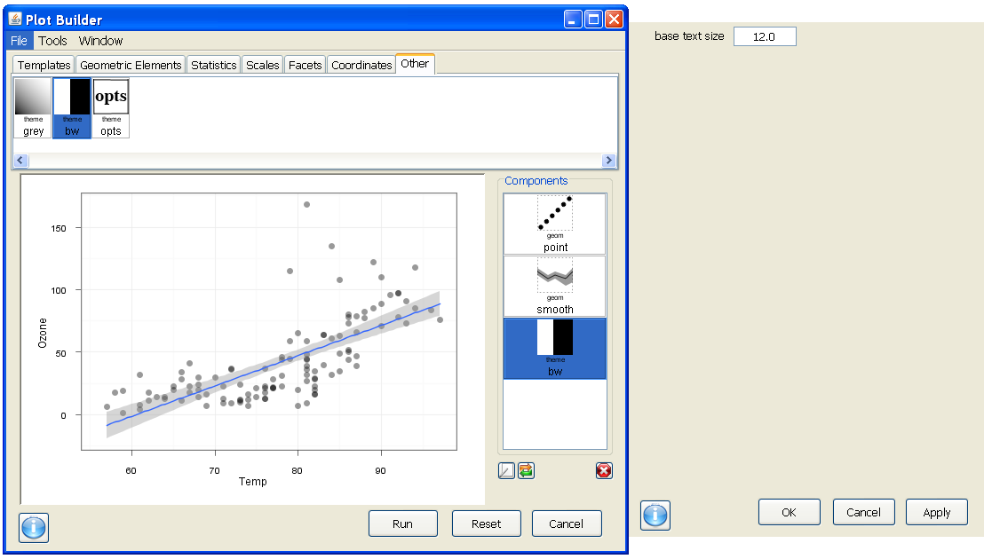 Plot Builder
base text size 12.0
File Tools Window
Templates Geometric Elements Statistics Scales Facets Coordinates Other
opts
theme theme theme
grey bw opts
Components
geom
point
geom
smooth
theme
bw
150
100
50
0
Ozone
60 70 80 90
Temp
Run Reset Cancel
OK Cancel Apply